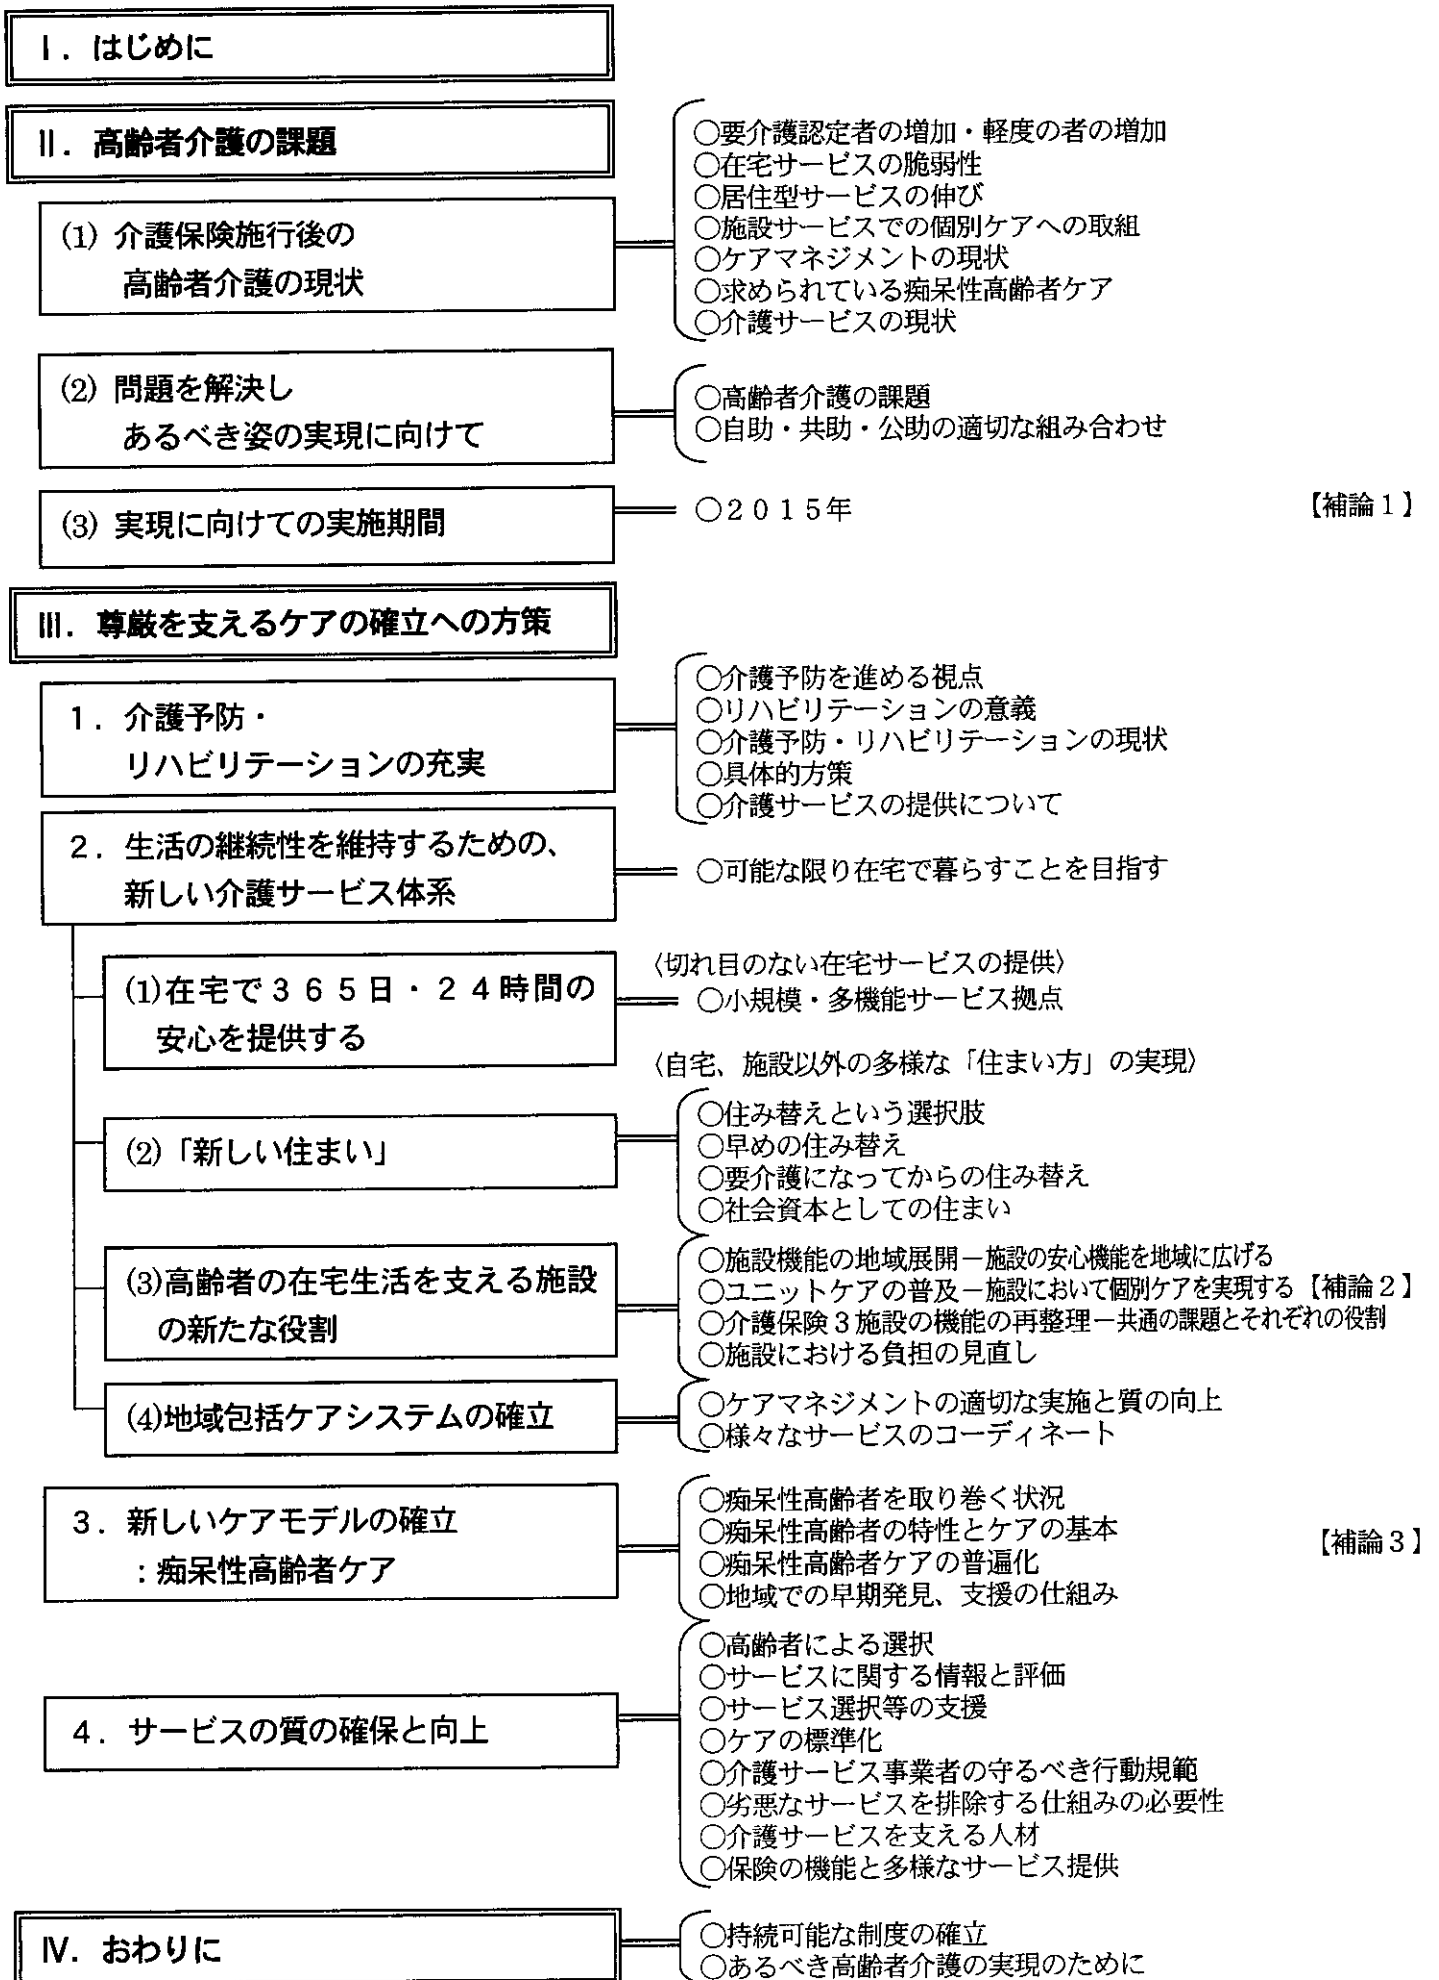 Ⅰ．はじめに
Ⅱ．高齢者介護の課題
(1) 介護保険施行後の
高齢者介護の現状
○要介護認定者の増加・軽度の者の増加
○在宅サービスの脆弱性
○居住型サービスの伸び
○施設サービスでの個別ケアへの取組
○ケアマネジメントの現状
○求められている痴呆性高齢者ケア
○介護サービスの現状
(2) 問題を解決し
あるべき姿の実現に向けて
○高齢者介護の課題
○自助・共助・公助の適切な組み合わせ
(3) 実現に向けての実施期間
○２０１５年 【補論１】
Ⅲ．尊厳を支えるケアの確立への方策
１．介護予防・
リハビリテーションの充実
○介護予防を進める視点
○リハビリテーションの意義
○介護予防・リハビリテーションの現状
○具体的方策
○介護サービスの提供について
２．生活の継続性を維持するための、
新しい介護サービス体系
○可能な限り在宅で暮らすことを目指す
(1)在宅で３６５日・２４時間の
安心を提供する
〈切れ目のない在宅サービスの提供〉
○小規模・多機能サービス拠点
〈自宅、施設以外の多様な「住まい方」の実現〉
(2)「新しい住まい」
○住み替えという選択肢
○早めの住み替え
○要介護になってからの住み替え
○社会資本としての住まい
(3)高齢者の在宅生活を支える施設
の新たな役割
○施設機能の地域展開－施設の安心機能を地域に広げる
○ユニットケアの普及－施設において個別ケアを実現する【補論２】
○介護保険３施設の機能の再整理－共通の課題とそれぞれの役割
○施設における負担の見直し
(4)地域包括ケアシステムの確立
○ケアマネジメントの適切な実施と質の向上
○様々なサービスのコーディネート
３．新しいケアモデルの確立
：痴呆性高齢者ケア
○痴呆性高齢者を取り巻く状況
○痴呆性高齢者の特性とケアの基本
○痴呆性高齢者ケアの普遍化
○地域での早期発見、支援の仕組み
【補論３】
４．サービスの質の確保と向上
○高齢者による選択
○サービスに関する情報と評価
○サービス選択等の支援
○ケアの標準化
○介護サービス事業者の守るべき行動規範
○劣悪なサービスを排除する仕組みの必要性
○介護サービスを支える人材
○保険の機能と多様なサービス提供
Ⅳ．おわりに
○持続可能な制度の確立
○あるべき高齢者介護の実現のために